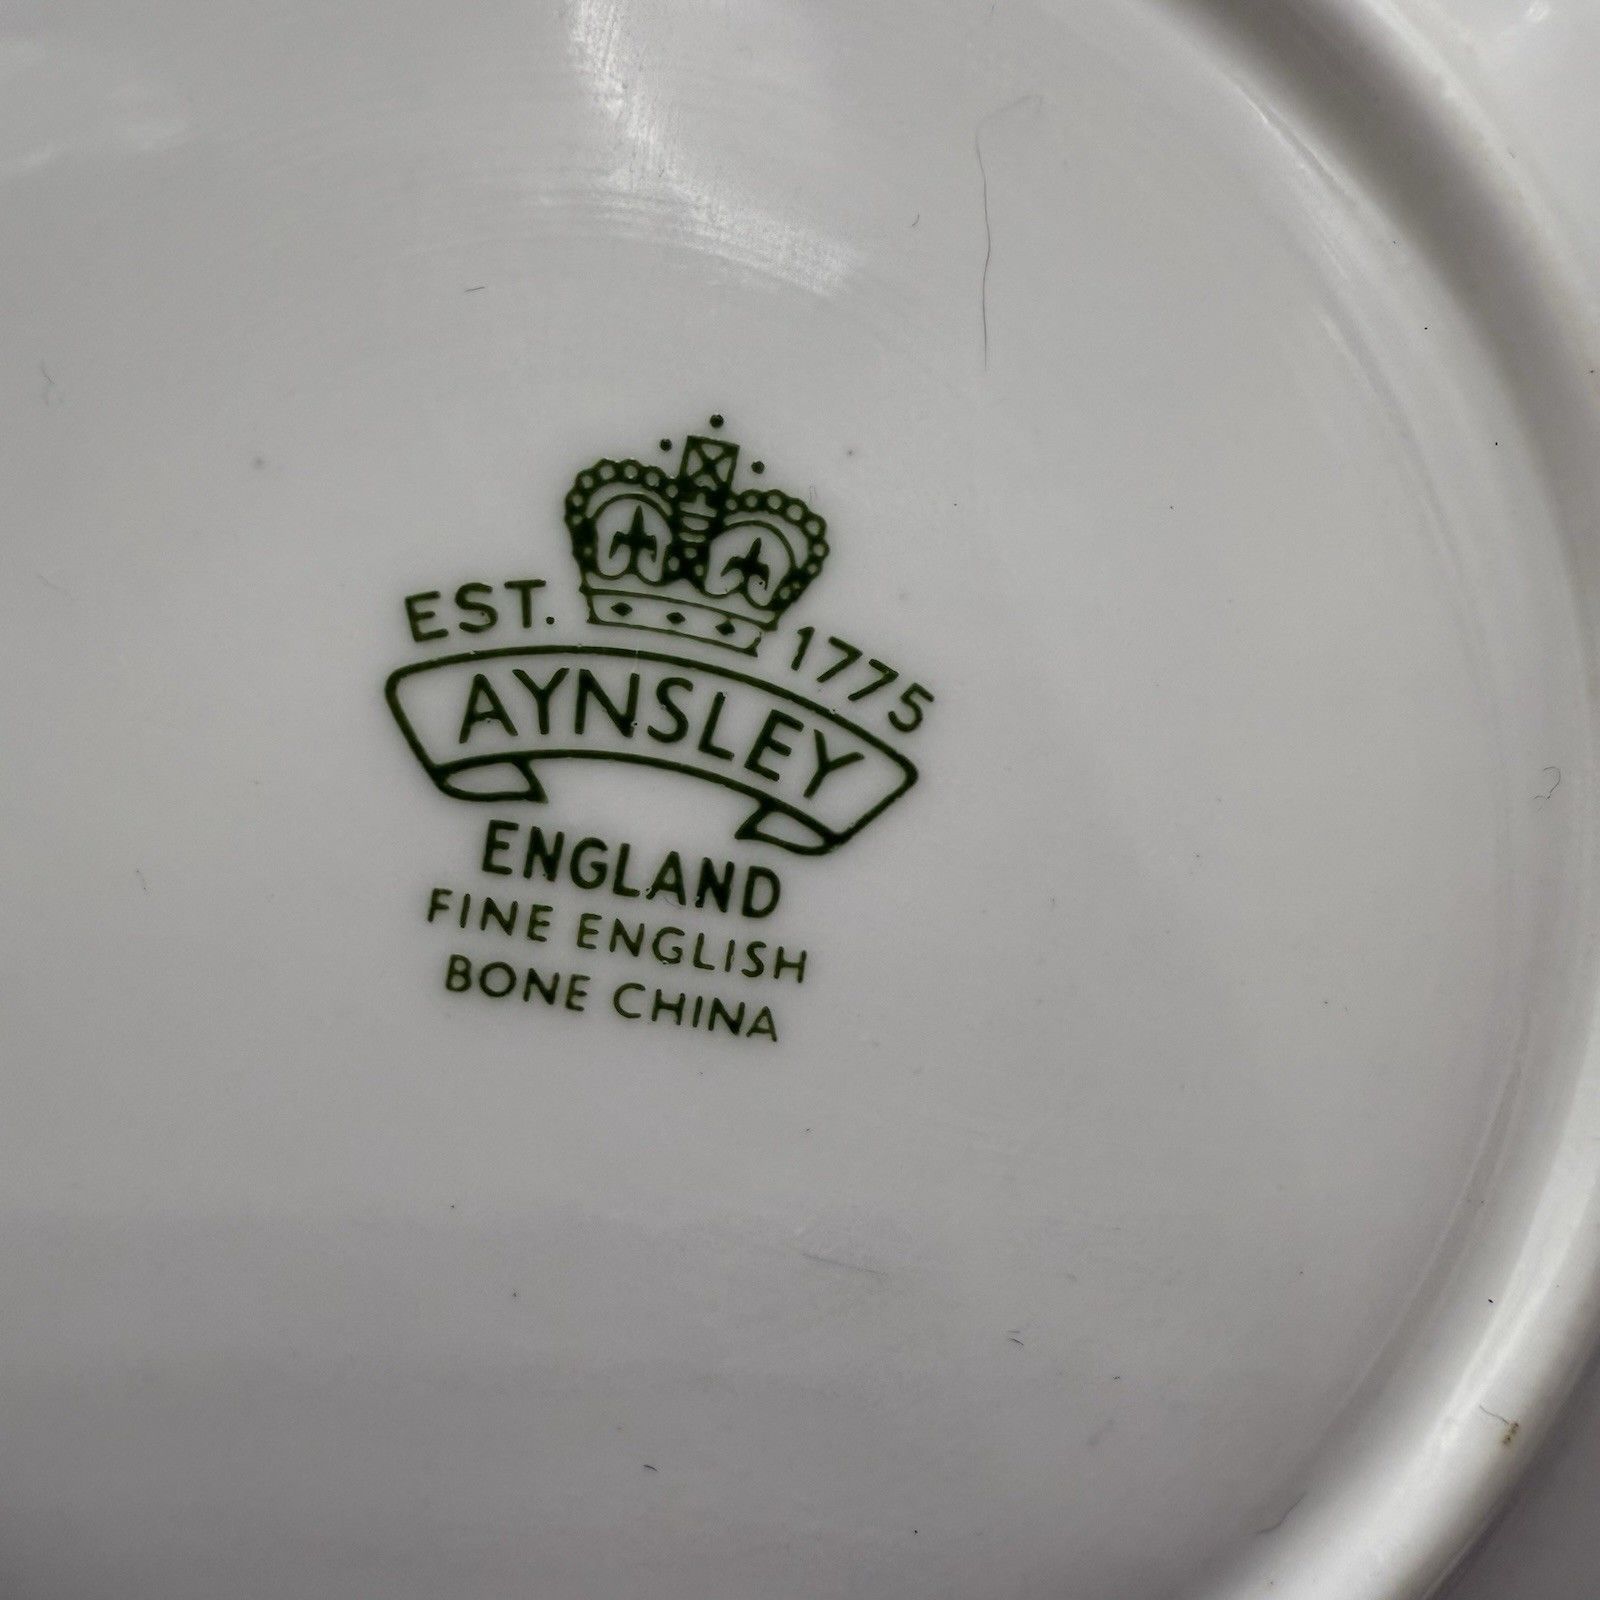 EST. 1775
AYNSLEY
ENGLAND
FINE ENGLISH
BONE CHINA